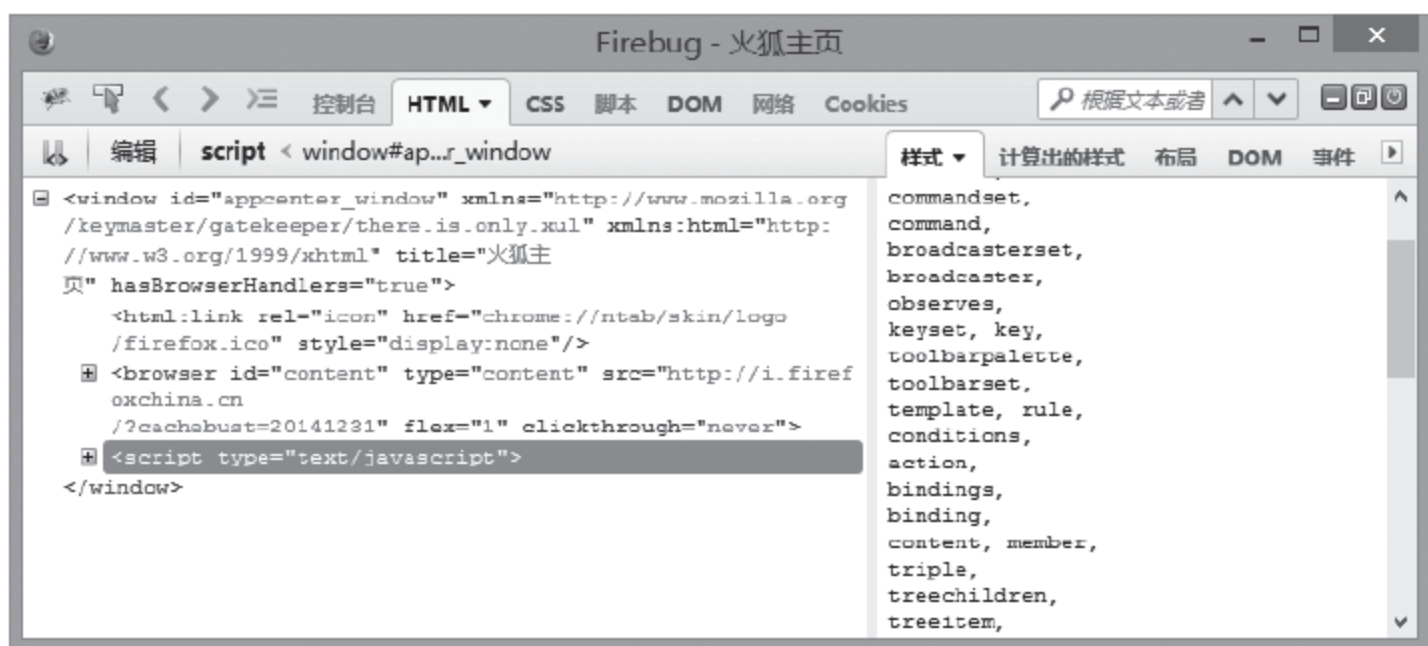 Firebug - 火狐主页
控制台 HTML CSS 脚本 DOM 网络 Cookies 根据文本或者
编辑 script < window#ap...r_window
<window id="appcenter_window" xmlns="http://www.mozilla.org
/keymaster/gatekeeper/there.is.only.xul" xmlns:html="http:
//www.w3.org/1999/xhtml" title="火狐主
页" hasBrowserHandlers="true">
<html:link rel="icon" href="chrome://ntab/skin/logo
/firefox.ico" style="display:none"/>
<browser id="content" type="content" src="http://i.firef
oxchina.cn
/?cachebust=20141231" flex="1" clickthrough="never">
<script type="text/javascript">
</window>
样式 计算出的样式 布局 DOM 事件
commandset,
command,
broadcasterset,
broadcaster,
observes,
keyset, key,
toolbarpalette,
toolbarset,
template, rule,
conditions,
action,
bindings,
binding,
content, member,
triple,
treechildren,
treeitem,